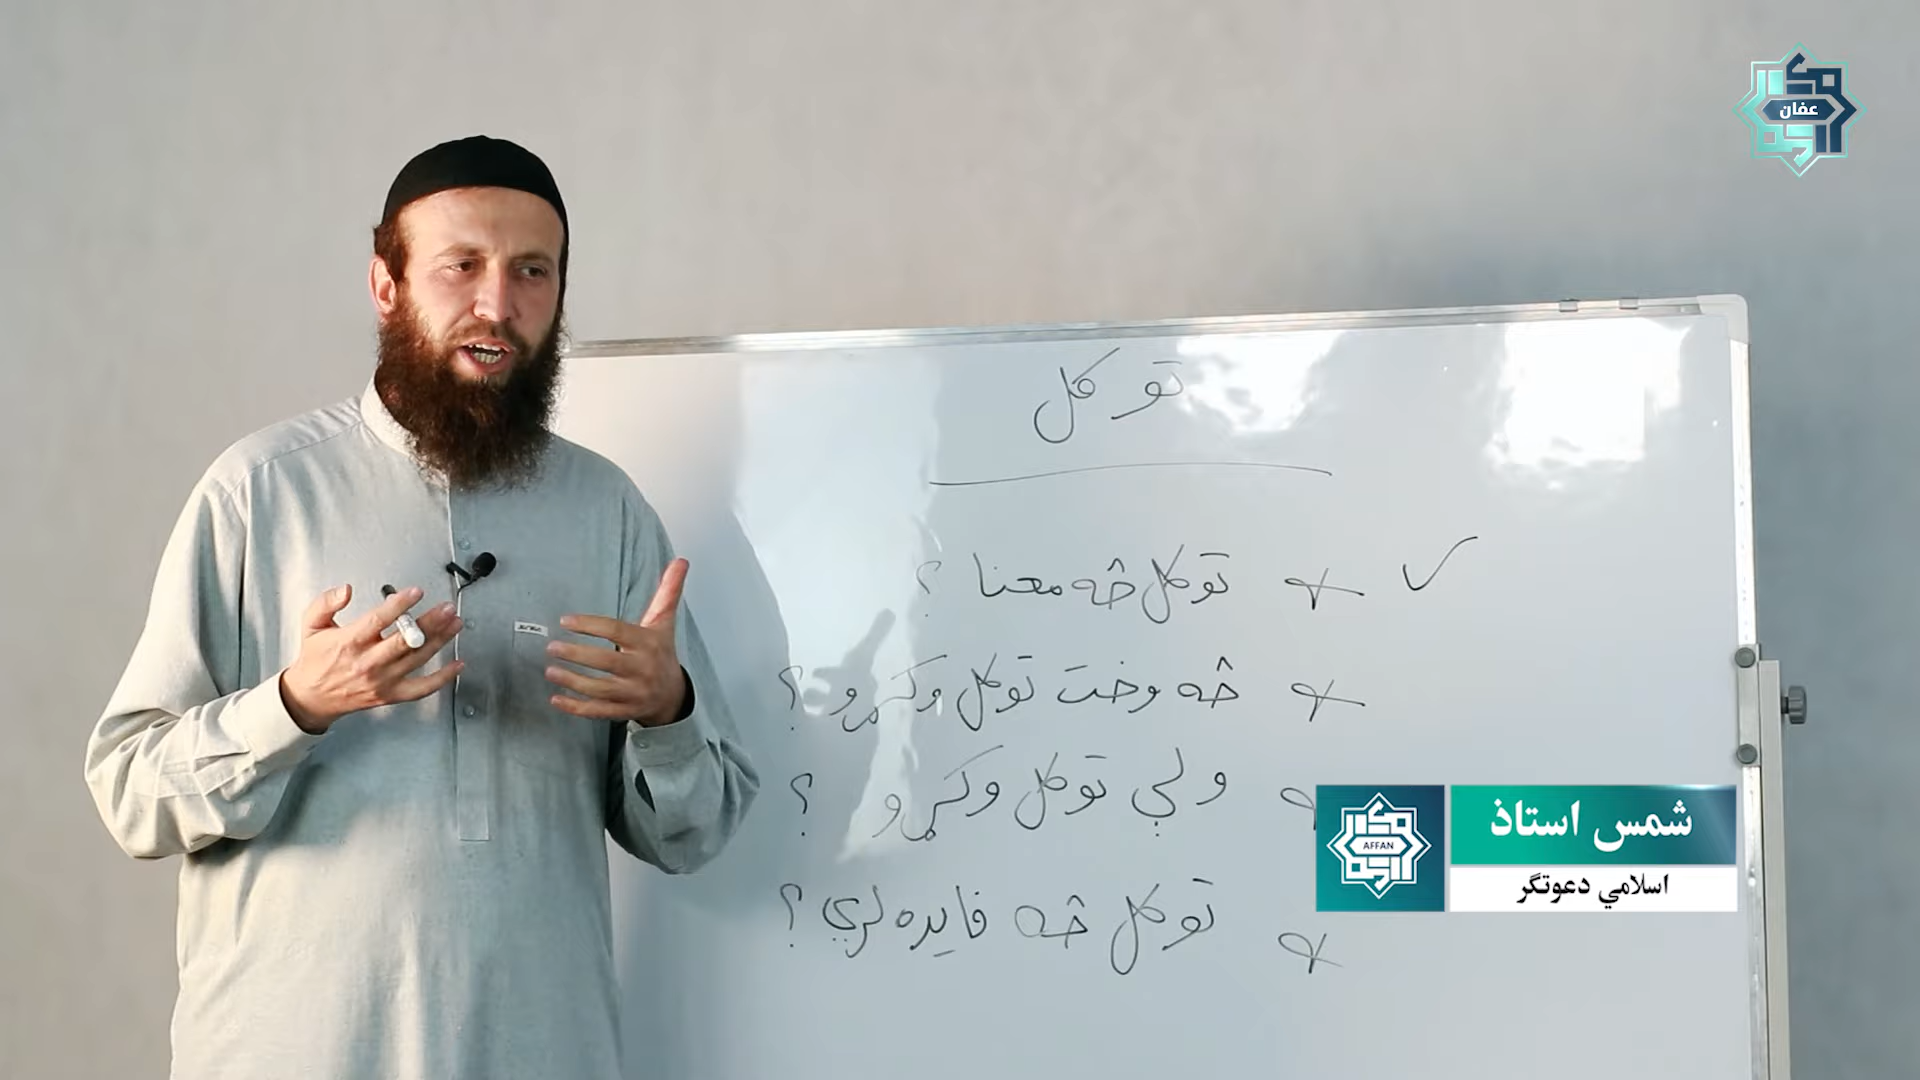 عفان
توکل
توکل څه معنا ؟
څه وخت توکل وکړو ؟
ولې توکل وکړو ؟
توکل څه فایده لري ؟
شمس استاذ
AFFAN
اسلامي دعوتګر